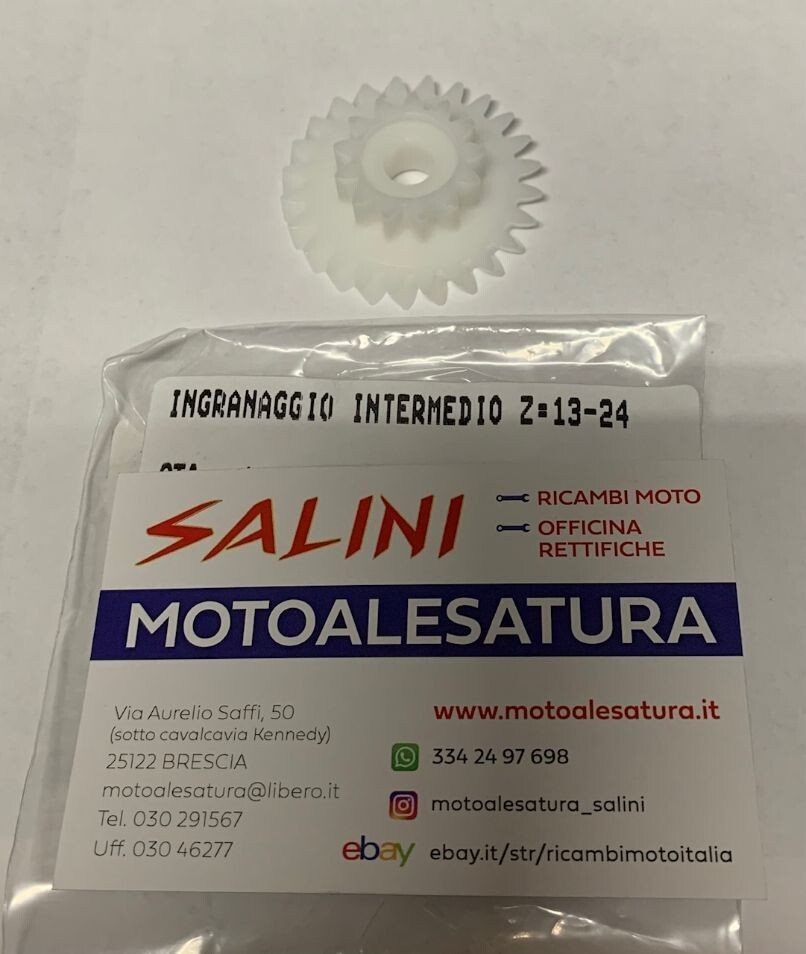 INGRANAGGIO INTERMEDIO Z=13-24
SALINI
RICAMBI MOTO
OFFICINA
RETTIFICHE
MOTOALESATURA
Via Aurelio Saffi, 50
(sotto cavalcavia Kennedy)
25122 BRESCIA
motoalesatura@libero.it
Tel. 030 291567
Uff. 030 46277
www.motoalesatura.it
334 24 97 698
motoalesatura_salini
ebay ebay.it/str/ricambimotoitalia